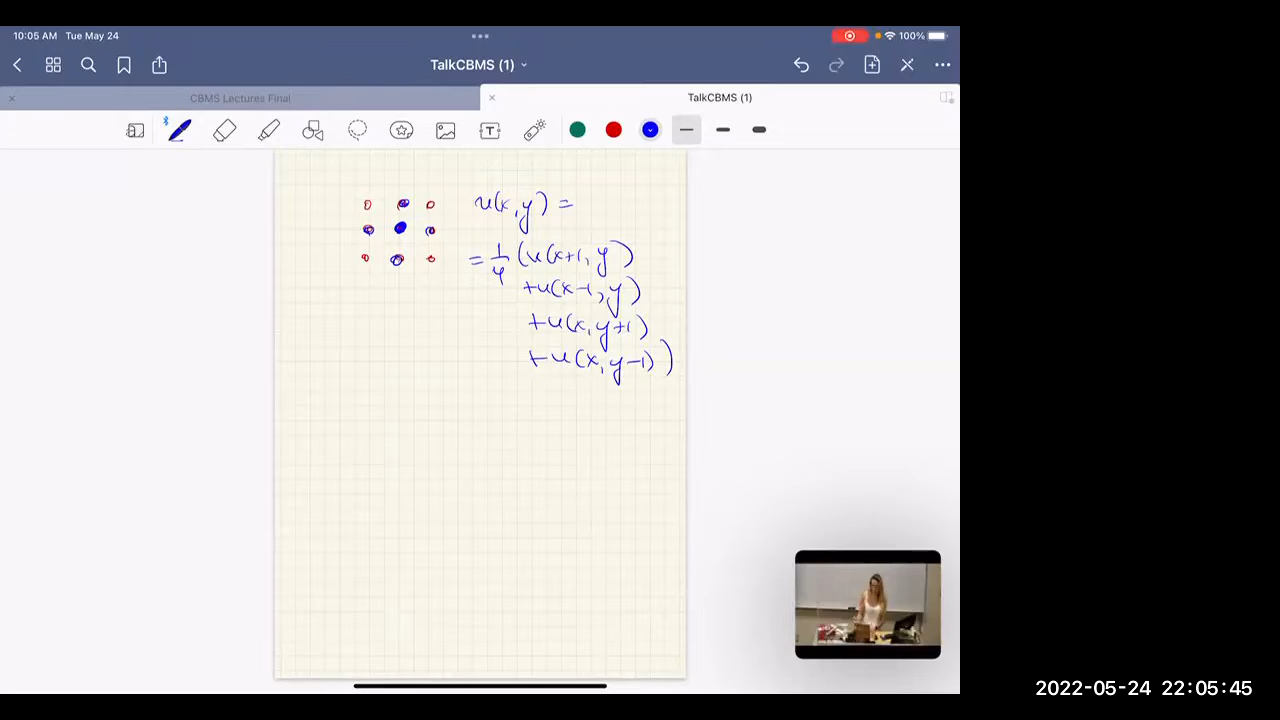 10:05 AM Tue May 24
100%
TalkCBMS (1)
CBMS Lectures Final
TalkCBMS (1)
T
u(x,y) =
= 1/4 (u(x+1, y)
+u(x-1, y)
+u(x, y+1)
+u(x, y-1))
2022-05-24 22:05:45